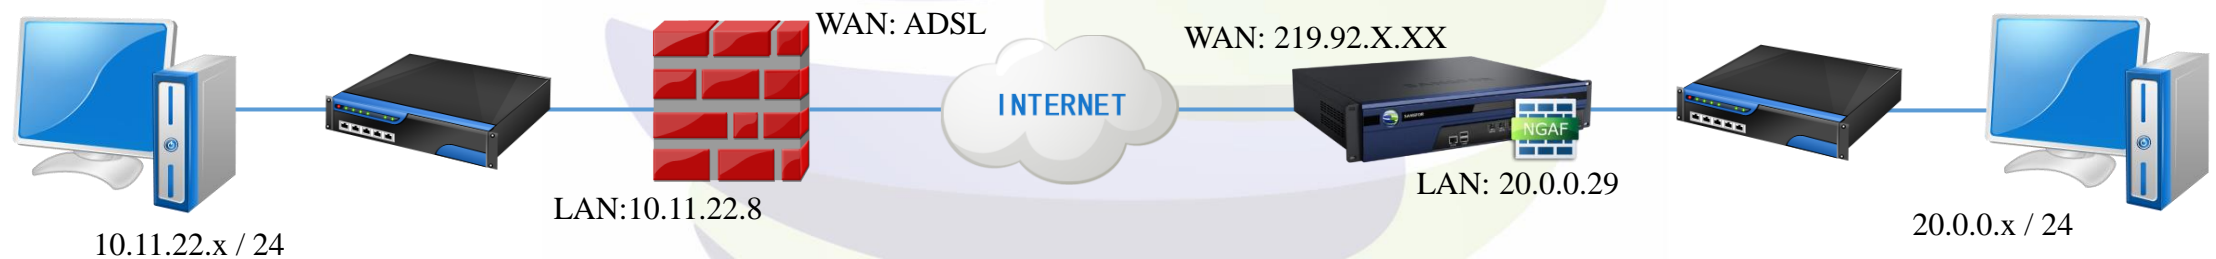 WAN: ADSL
WAN: 219.92.X.XX
INTERNET
NGAF
LAN: 20.0.0.29
LAN:10.11.22.8
20.0.0.x / 24
10.11.22.x / 24